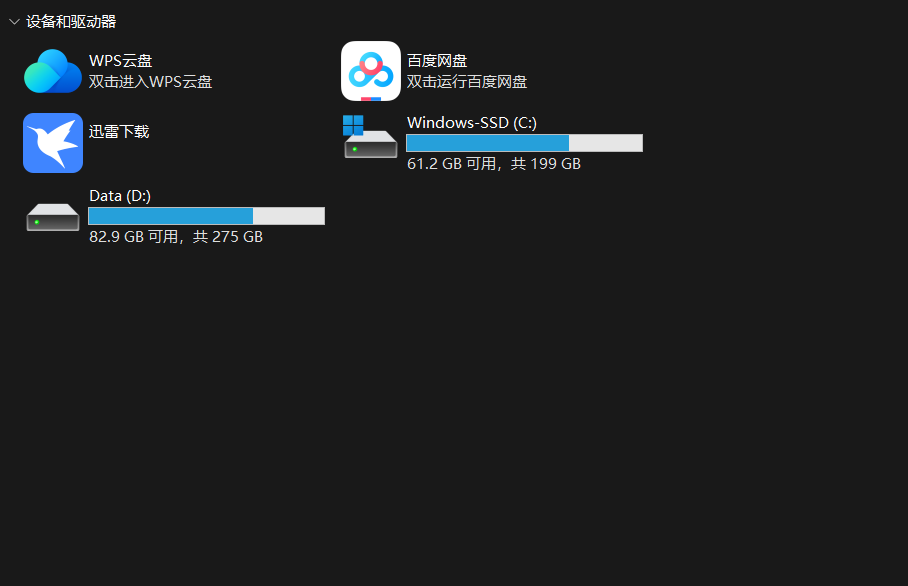 设备和驱动器
WPS云盘
双击进入WPS云盘
百度网盘
双击运行百度网盘
迅雷下载
Windows-SSD (C:)
61.2 GB 可用，共 199 GB
Data (D:)
82.9 GB 可用，共 275 GB